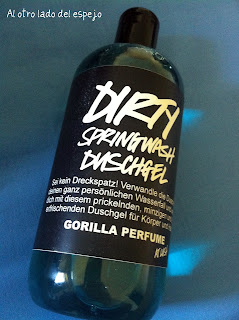 Al otro lado del espejo
DIRTY
SPRINGWASH
DUSCHGEL
Sei kein Dreckspatz! Verwandle die
deinen ganz persönlichen Wasserfall
dich mit diesem prickelnden, minzigen
erfrischenden Duschgel für Körper und
GORILLA PERFUME